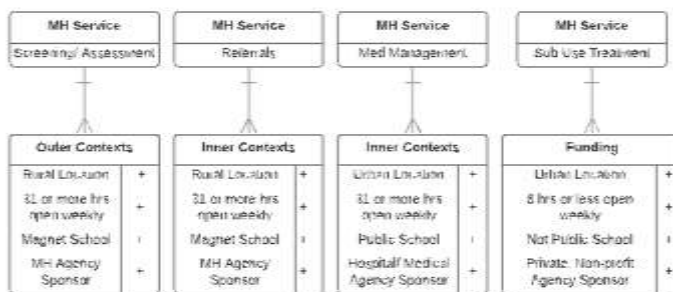 MH Service
Screening/ Assessment
MH Service
Referrals
MH Service
Med Management
MH Service
Sub Use Treatment
Outer Contexts
Rural Location +
31 or more hrs
open weekly +
Magnet School +
MH Agency
Sponsor +
Inner Contexts
Rural Location +
31 or more hrs
open weekly +
Magnet School +
MH Agency
Sponsor +
Inner Contexts
Urban Location +
31 or more hrs
open weekly +
Public School +
Hospital/ Medical
Agency Sponsor +
Funding
Urban Location +
8 hrs or less open
weekly +
Not Public School +
Private, Non-profit
Agency Sponsor +